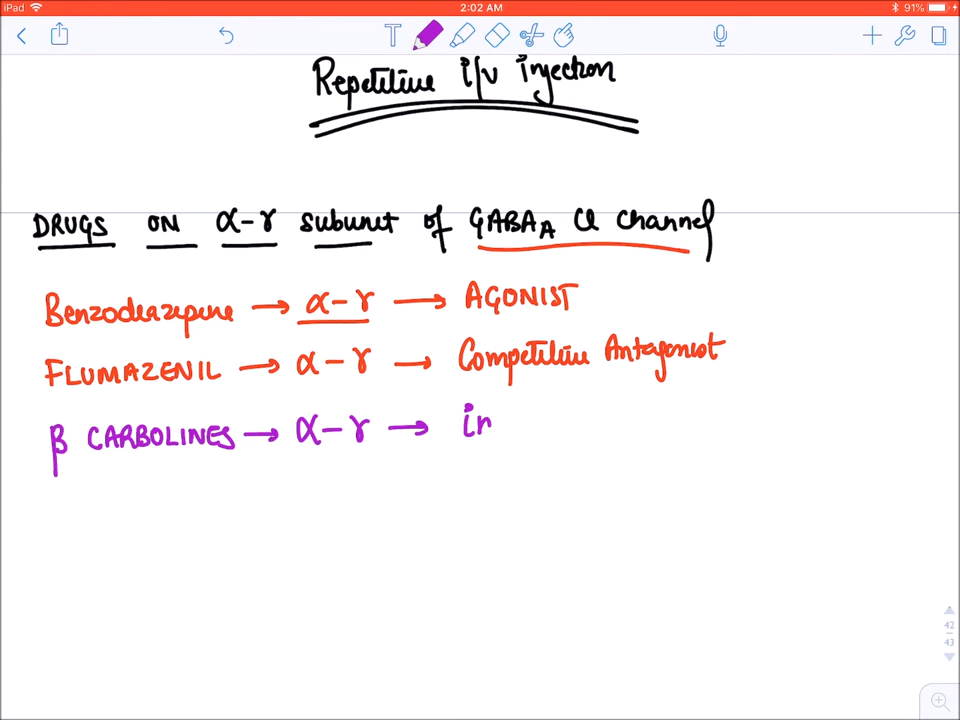 iPad 2:02 AM 91%
T
Repetitive i/v injection
DRUGS ON α-γ subunit of GABAA Cl channel
Benzodiazepine → α-γ → AGONIST
FLUMAZENIL → α-γ → Competitive Antagonist
β CARBOLINES → α-γ → in
42
43